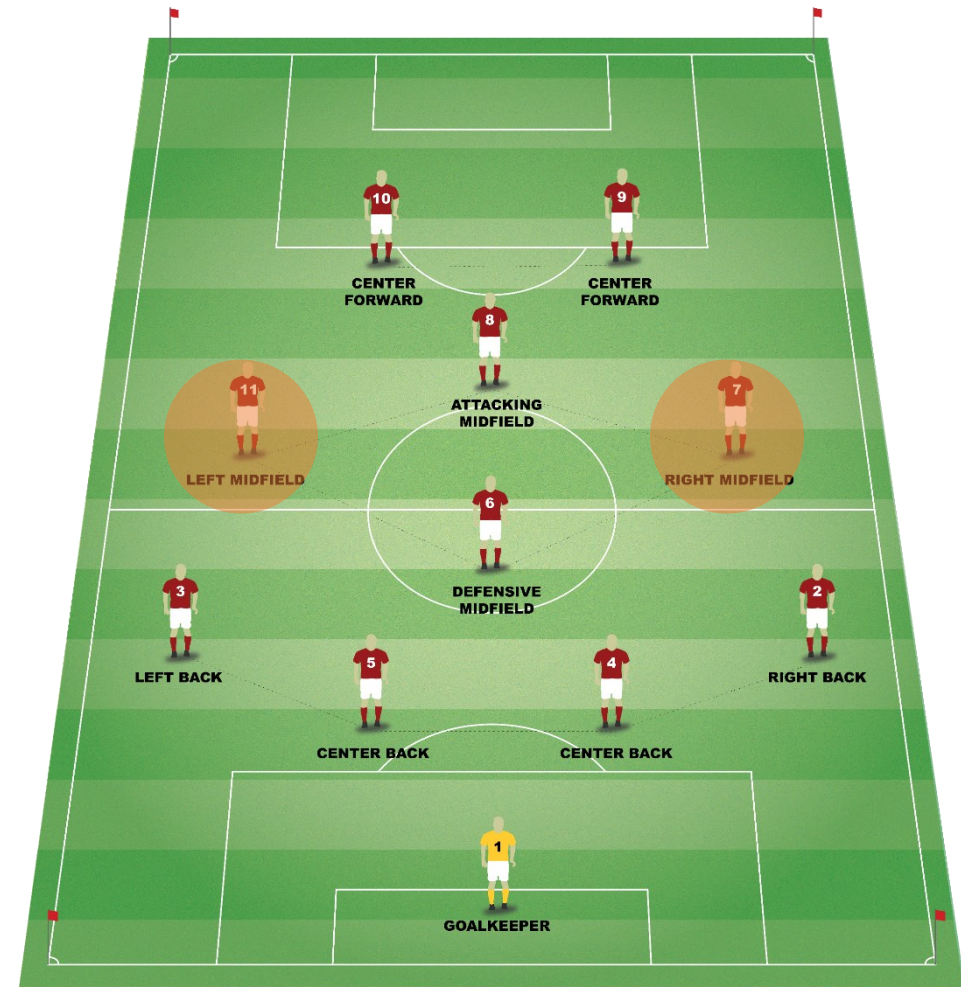 10
9
CENTER
FORWARD
CENTER
FORWARD
8
ATTACKING
MIDFIELD
11
7
LEFT MIDFIELD
RIGHT MIDFIELD
6
DEFENSIVE
MIDFIELD
3
2
LEFT BACK
RIGHT BACK
5
4
CENTER BACK
CENTER BACK
1
GOALKEEPER